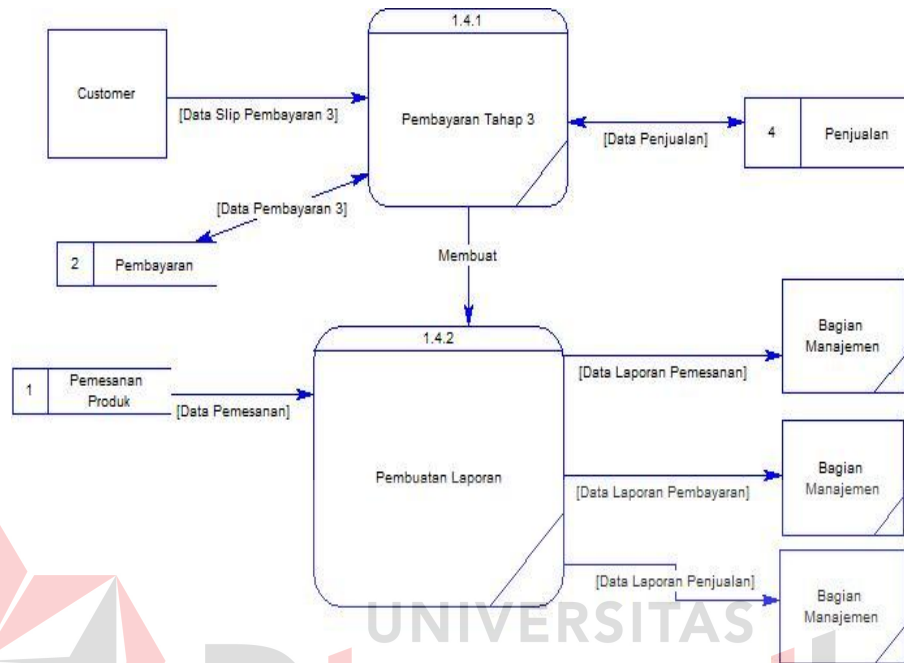 1.4.1
Customer
[Data Slip Pembayaran 3]
Pembayaran Tahap 3
[Data Penjualan]
4
Penjualan
[Data Pembayaran 3]
2
Pembayaran
Membuat
1.4.2
Bagian
Manajemen
[Data Laporan Pemesanan]
1
Pemesanan
Produk
[Data Pemesanan]
Pembuatan Laporan
Bagian
Manajemen
[Data Laporan Pembayaran]
[Data Laporan Penjualan]
Bagian
Manajemen
UNIVERSITAS